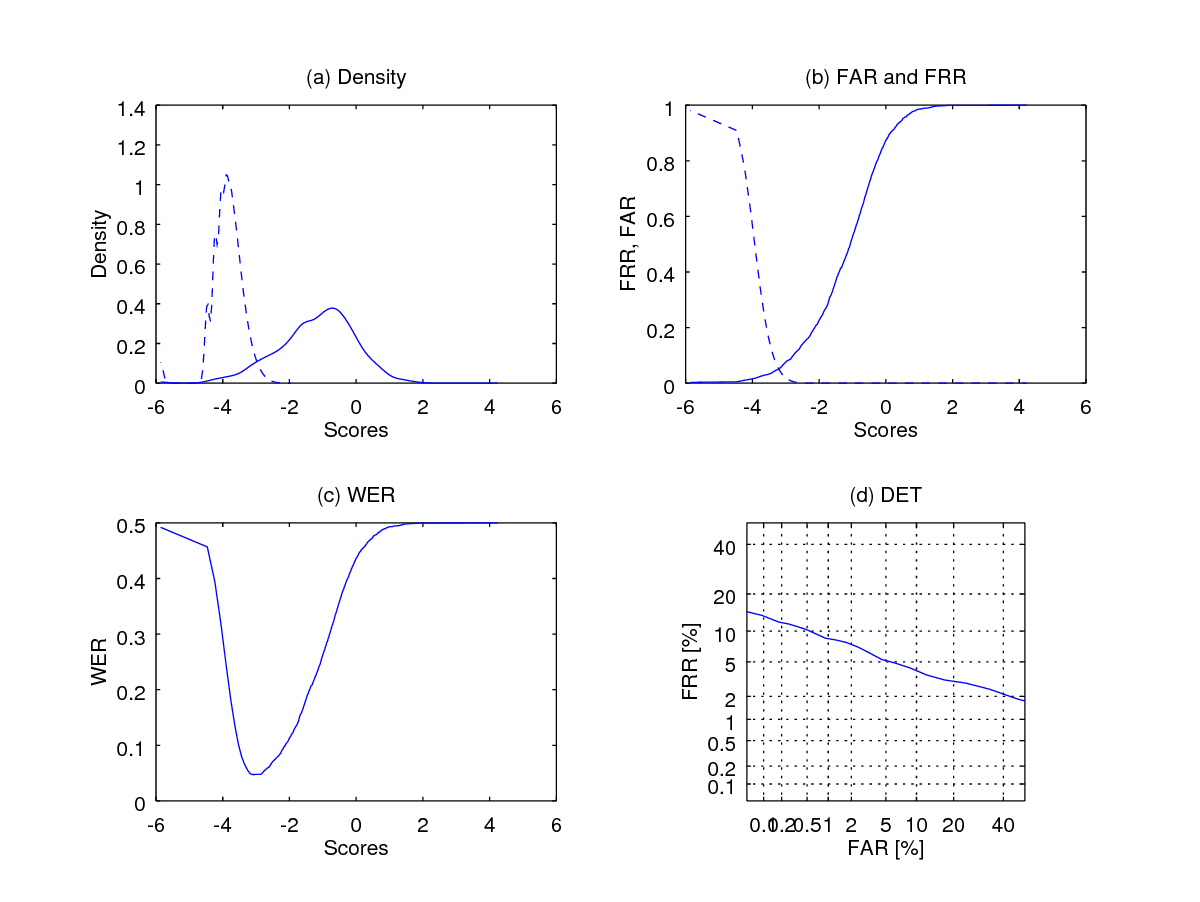 (a) Density
1.4
1.2
1
0.8
0.6
0.4
0.2
0
Density
-6 -4 -2 0 2 4 6
Scores
(b) FAR and FRR
1
0.8
0.6
0.4
0.2
0
FRR, FAR
-6 -4 -2 0 2 4 6
Scores
(c) WER
0.5
0.4
0.3
0.2
0.1
0
WER
-6 -4 -2 0 2 4 6
Scores
(d) DET
40
20
10
5
2
1
0.5
0.2
0.1
FRR [%]
0.1 0.2 0.5 1 2 5 10 20 40
FAR [%]